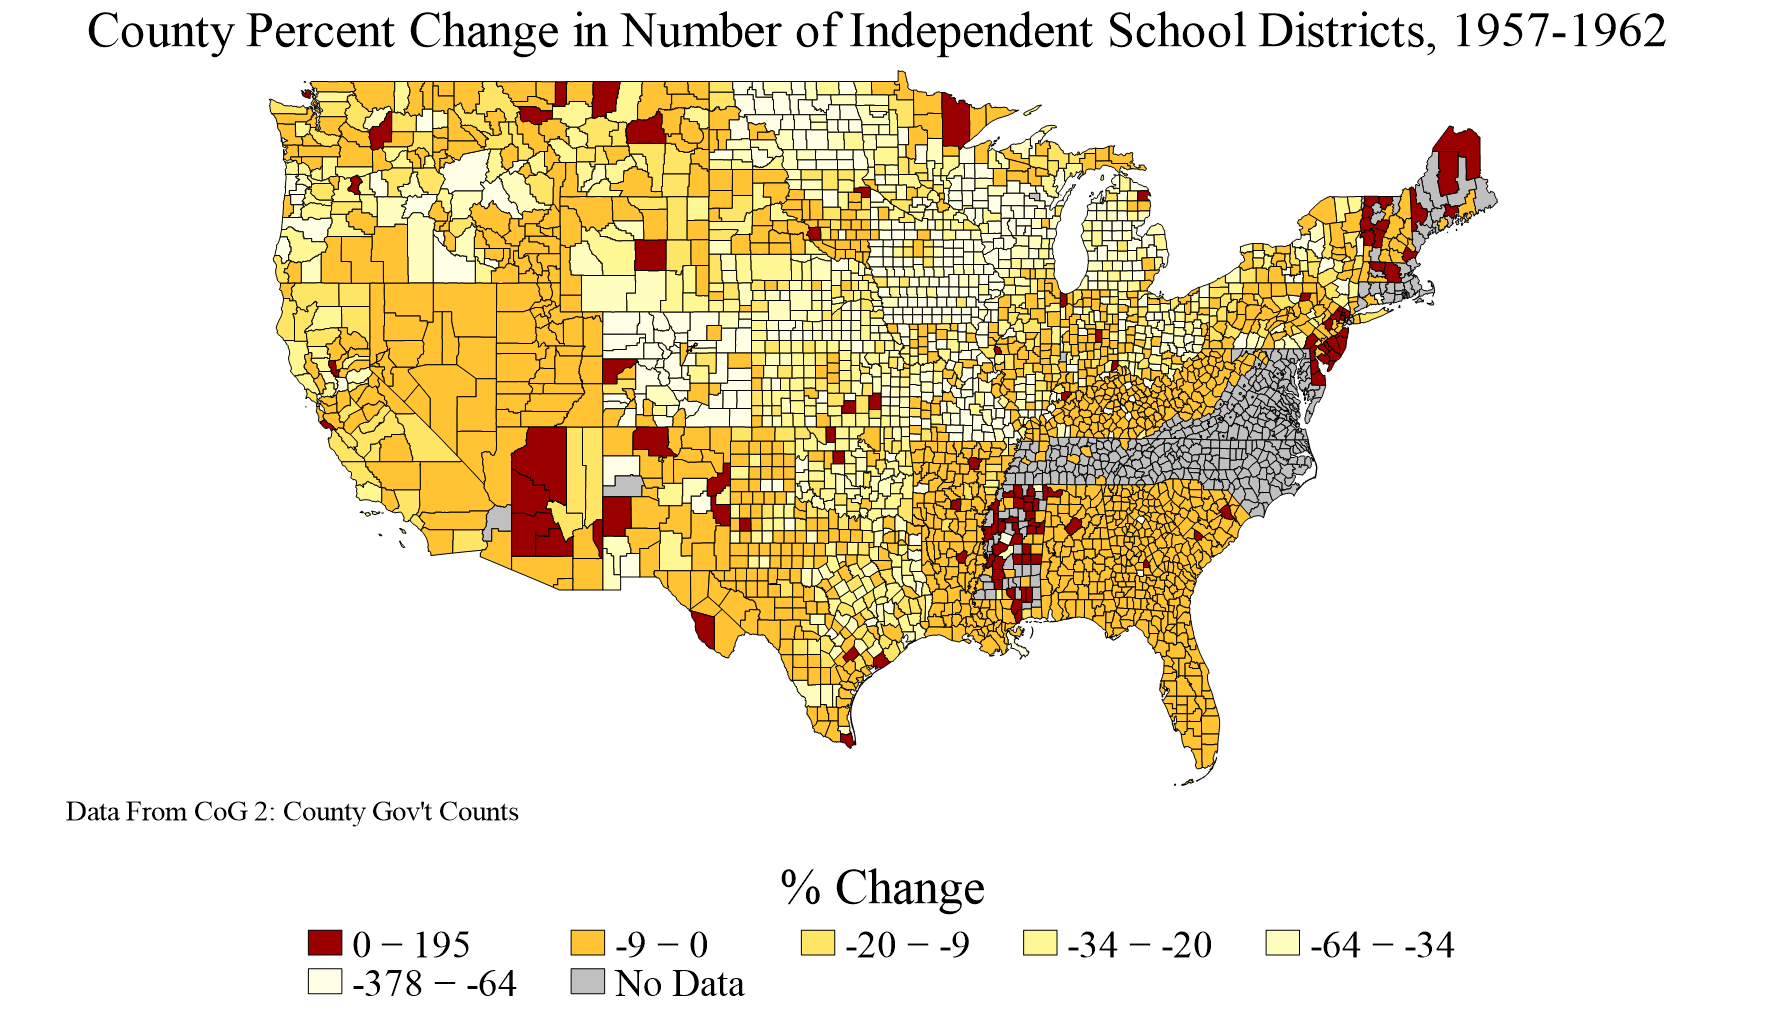 County Percent Change in Number of Independent School Districts, 1957-1962
Data From CoG 2: County Gov't Counts
% Change
0 − 195 -9 − 0 -20 − -9 -34 − -20 -64 − -34
-378 − -64 No Data